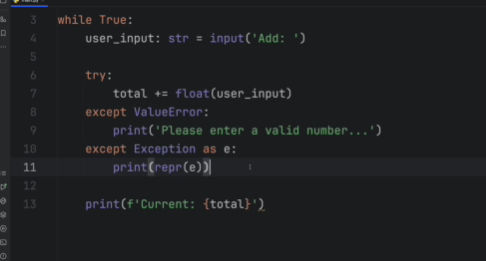 3 while True:
4     user_input: str = input('Add: ')
5
6     try:
7         total += float(user_input)
8     except ValueError:
9         print('Please enter a valid number...')
10     except Exception as e:
11         print(repr(e))
12
13     print(f'Current: {total}')